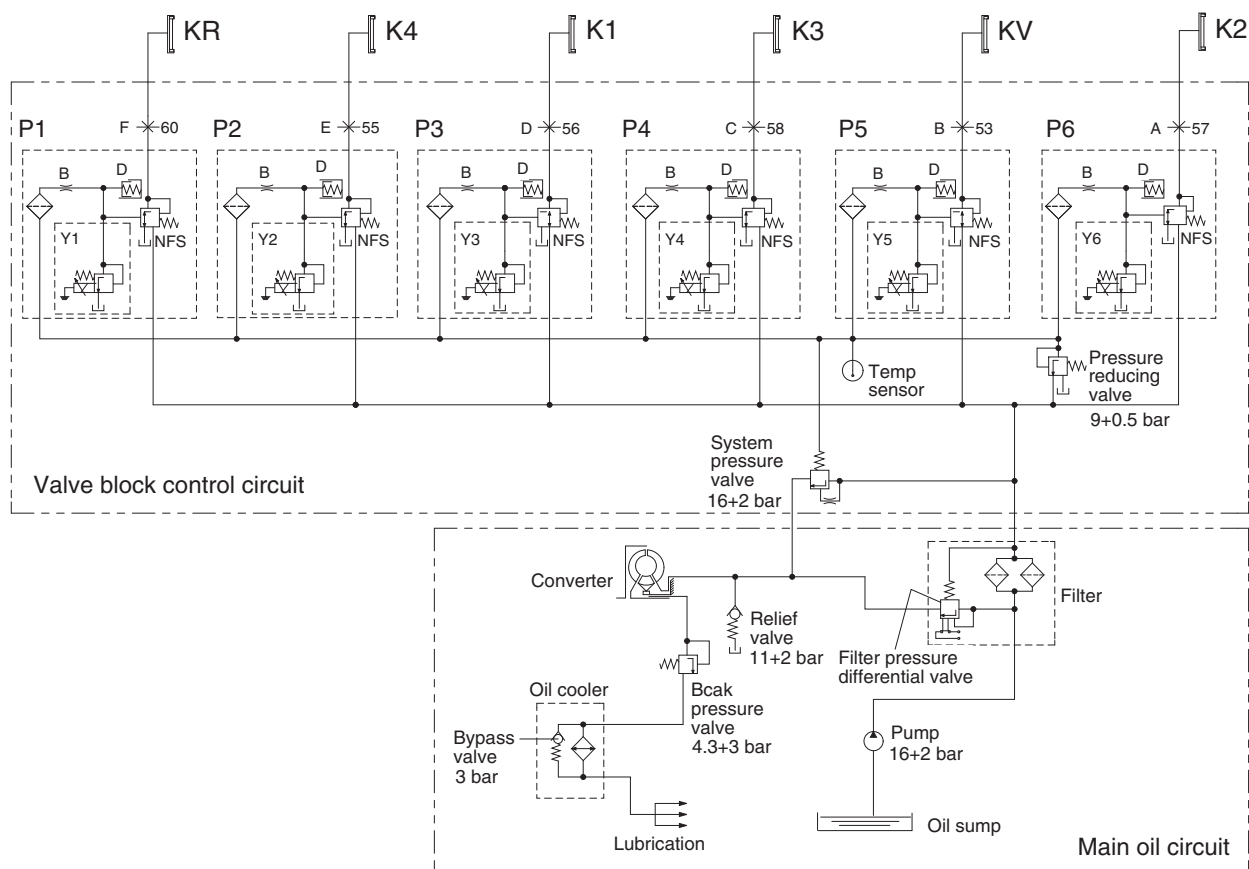 KR
K4
K1
K3
KV
K2
P1
F
60
P2
E
55
P3
D
56
P4
C
58
P5
B
53
P6
A
57
B
D
B
D
B
D
B
D
B
D
B
D
Y1
NFS
Y2
NFS
Y3
NFS
Y4
NFS
Y5
NFS
Y6
NFS
Temp
sensor
Pressure
reducing
valve
9+0.5 bar
System
pressure
valve
16+2 bar
Valve block control circuit
Converter
Relief
valve
11+2 bar
Filter
Filter pressure
differential valve
Oil cooler
Bcak
pressure
valve
4.3+3 bar
Bypass
valve
3 bar
Pump
16+2 bar
Lubrication
Oil sump
Main oil circuit